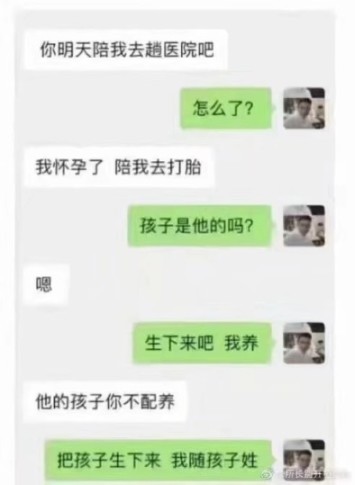 你明天陪我去趟医院吧
怎么了?
我怀孕了 陪我去打胎
孩子是他的吗?
嗯
生下来吧 我养
他的孩子你不配养
把孩子生下来 我随孩子姓